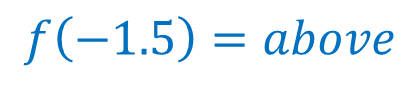 f(−1.5) = above